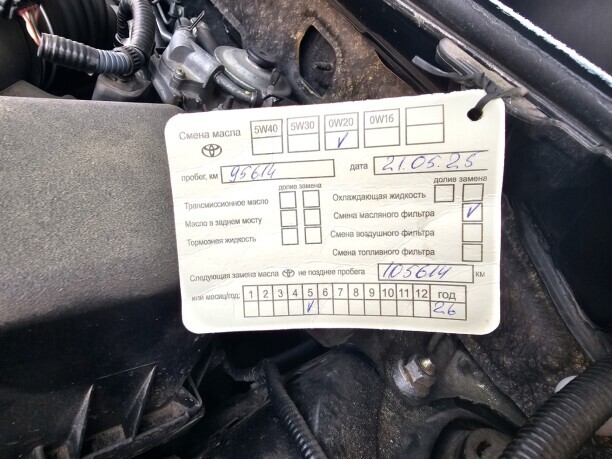 Смена масла 5W40 5W30 0W20 0W16
V
пробег, км 95614 дата 21.05.25
долив замена долив замена
Трансмиссионное масло Охлаждающая жидкость
Масло в заднем мосту Смена масляного фильтра V
Тормозная жидкость Смена воздушного фильтра
Смена топливного фильтра
Следующая замена масла не позднее пробега 105614 км
или месяц/год: 1 2 3 4 5 6 7 8 9 10 11 12 год
V 26